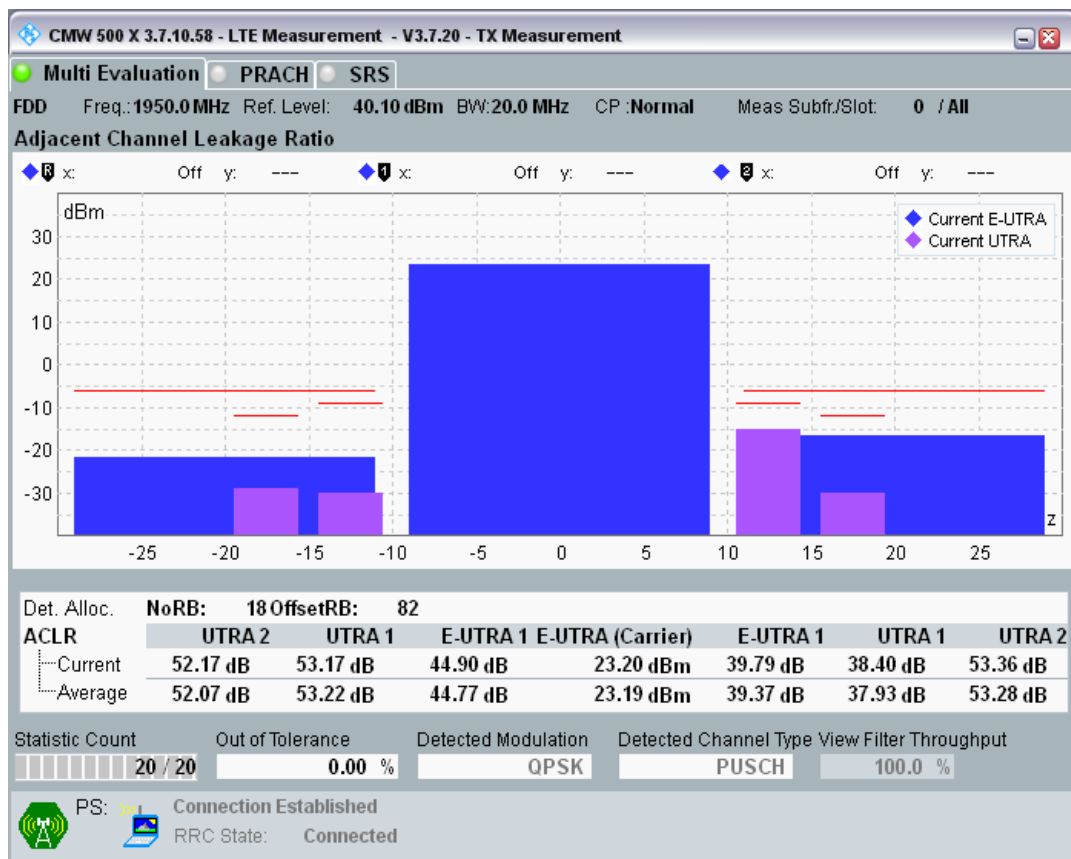 CMW 500 X 3.7.10.58 - LTE Measurement - V3.7.20 - TX Measurement
Multi Evaluation PRACH SRS
FDD Freq.:1950.0 MHz Ref. Level: 40.10 dBm BW:20.0 MHz CP :Normal Meas Subfr./Slot: 0 / All
Adjacent Channel Leakage Ratio
R x: Off y: --- 1 x: Off y: --- 2 x: Off y: ---
dBm
Current E-UTRA
Current UTRA
30
20
10
0
-10
-20
-30
z
-25 -20 -15 -10 -5 0 5 10 15 20 25
Det. Alloc. NoRB: 18 OffsetRB: 82
ACLR UTRA 2 UTRA 1 E-UTRA 1 E-UTRA (Carrier) E-UTRA 1 UTRA 1 UTRA 2
Current 52.17 dB 53.17 dB 44.90 dB 23.20 dBm 39.79 dB 38.40 dB 53.36 dB
Average 52.07 dB 53.22 dB 44.77 dB 23.19 dBm 39.37 dB 37.93 dB 53.28 dB
Statistic Count Out of Tolerance Detected Modulation Detected Channel Type View Filter Throughput
20 / 20 0.00 % QPSK PUSCH 100.0 %
PS: Connection Established
RRC State: Connected